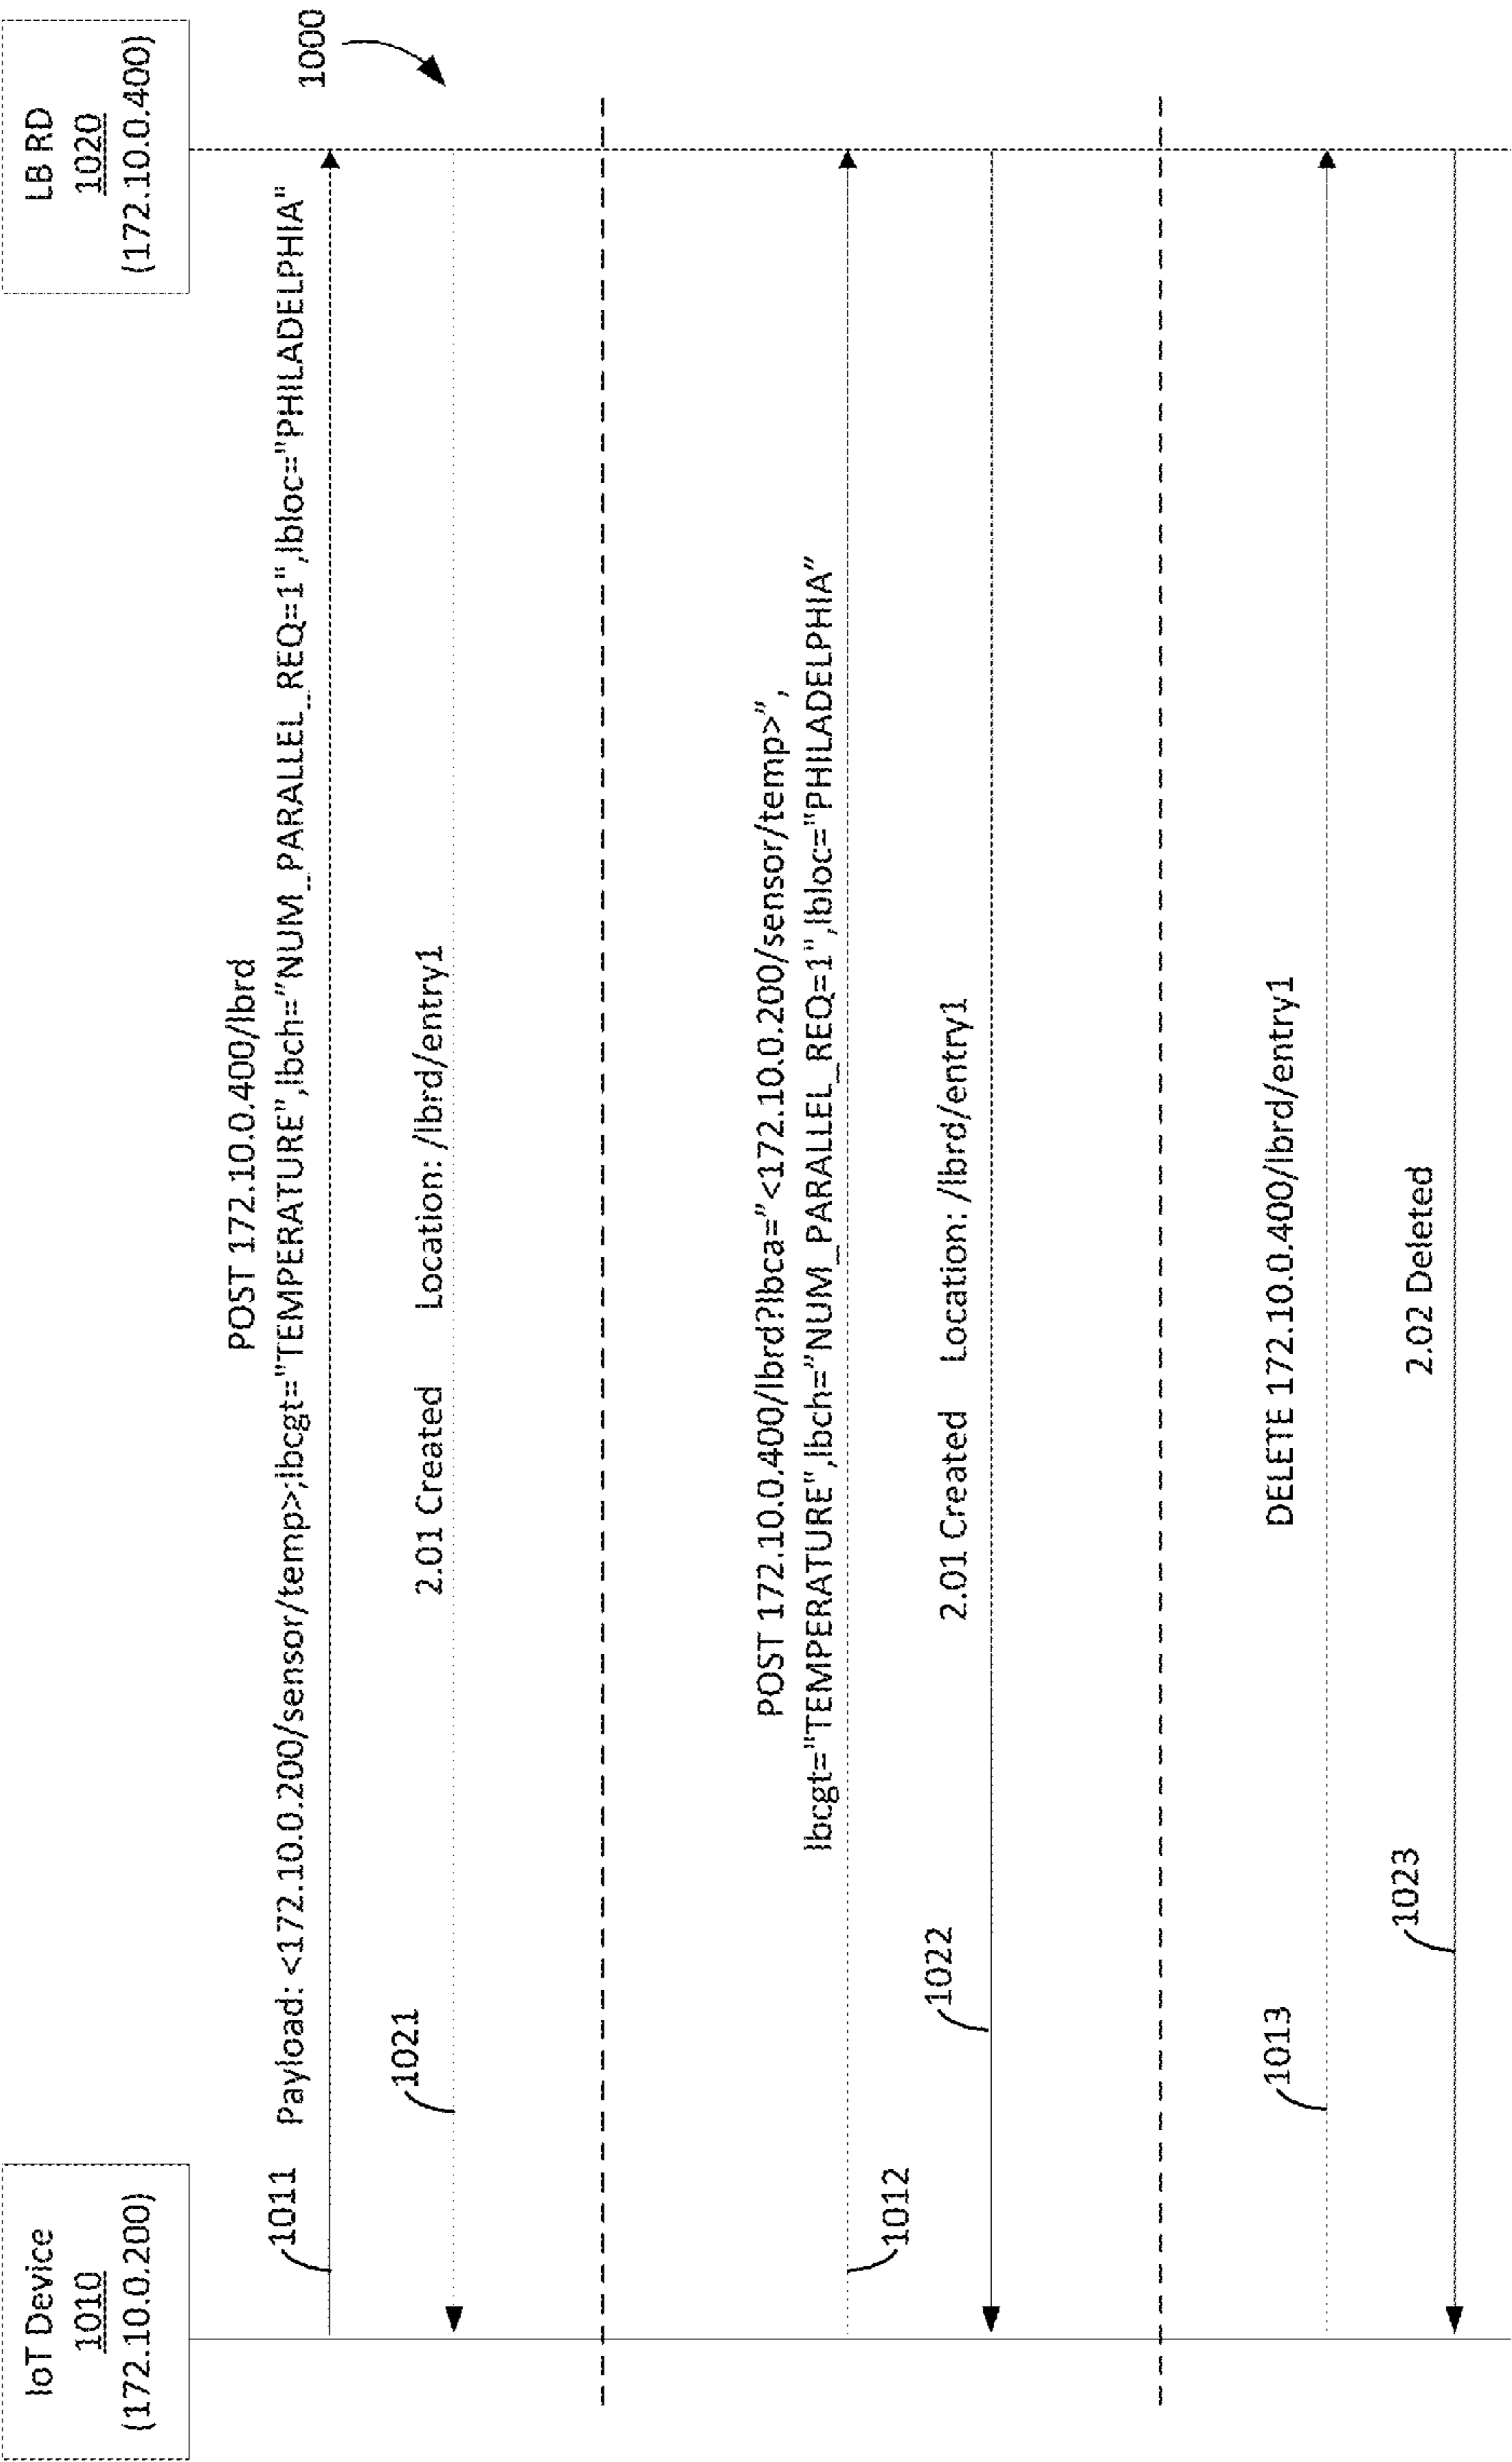 IoT Device
1010
(172.10.0.200)
LB RD
1020
(172.10.0.400)
1000
POST 172.10.0.400/lbrd
1011
Payload: <172.10.0.200/sensor/temp>;lbcgt="TEMPERATURE",lbch="NUM_PARALLEL_REQ=1",lbloc="PHILADELPHIA"
1021
2.01 Created Location: /lbrd/entry1
POST 172.10.0.400/lbrd?lbca="<172.10.0.200/sensor/temp>",
lbcgt="TEMPERATURE",lbch="NUM_PARALLEL_REQ=1",lbloc="PHILADELPHIA"
1012
1022
2.01 Created Location: /lbrd/entry1
DELETE 172.10.0.400/lbrd/entry1
1013
2.02 Deleted
1023